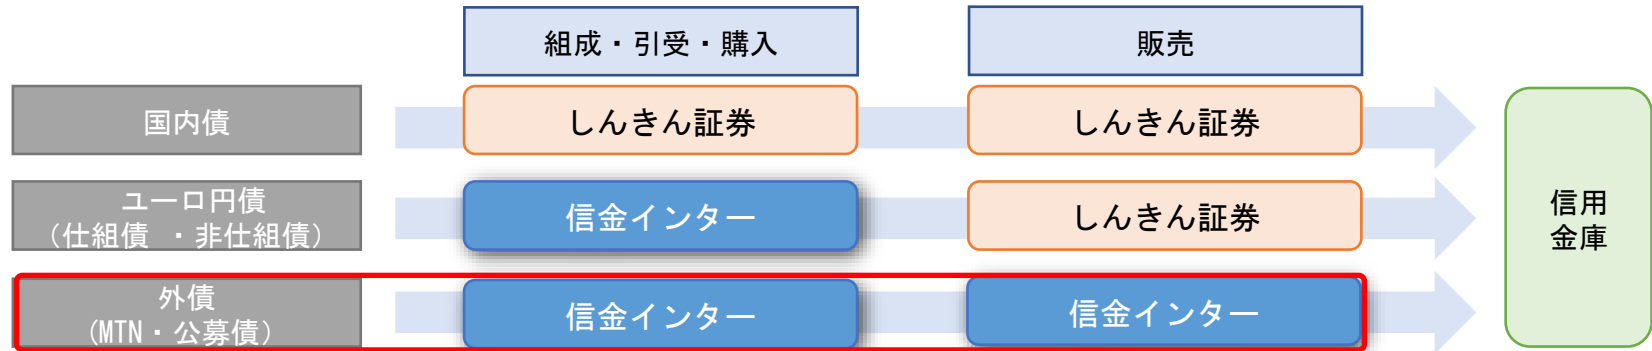 組成・引受・購入
販売
国内債
しんきん証券
しんきん証券
ユーロ円債
(仕組債 ・非仕組債)
信金インター
しんきん証券
外債
(MTN・公募債)
信金インター
信金インター
信用
金庫